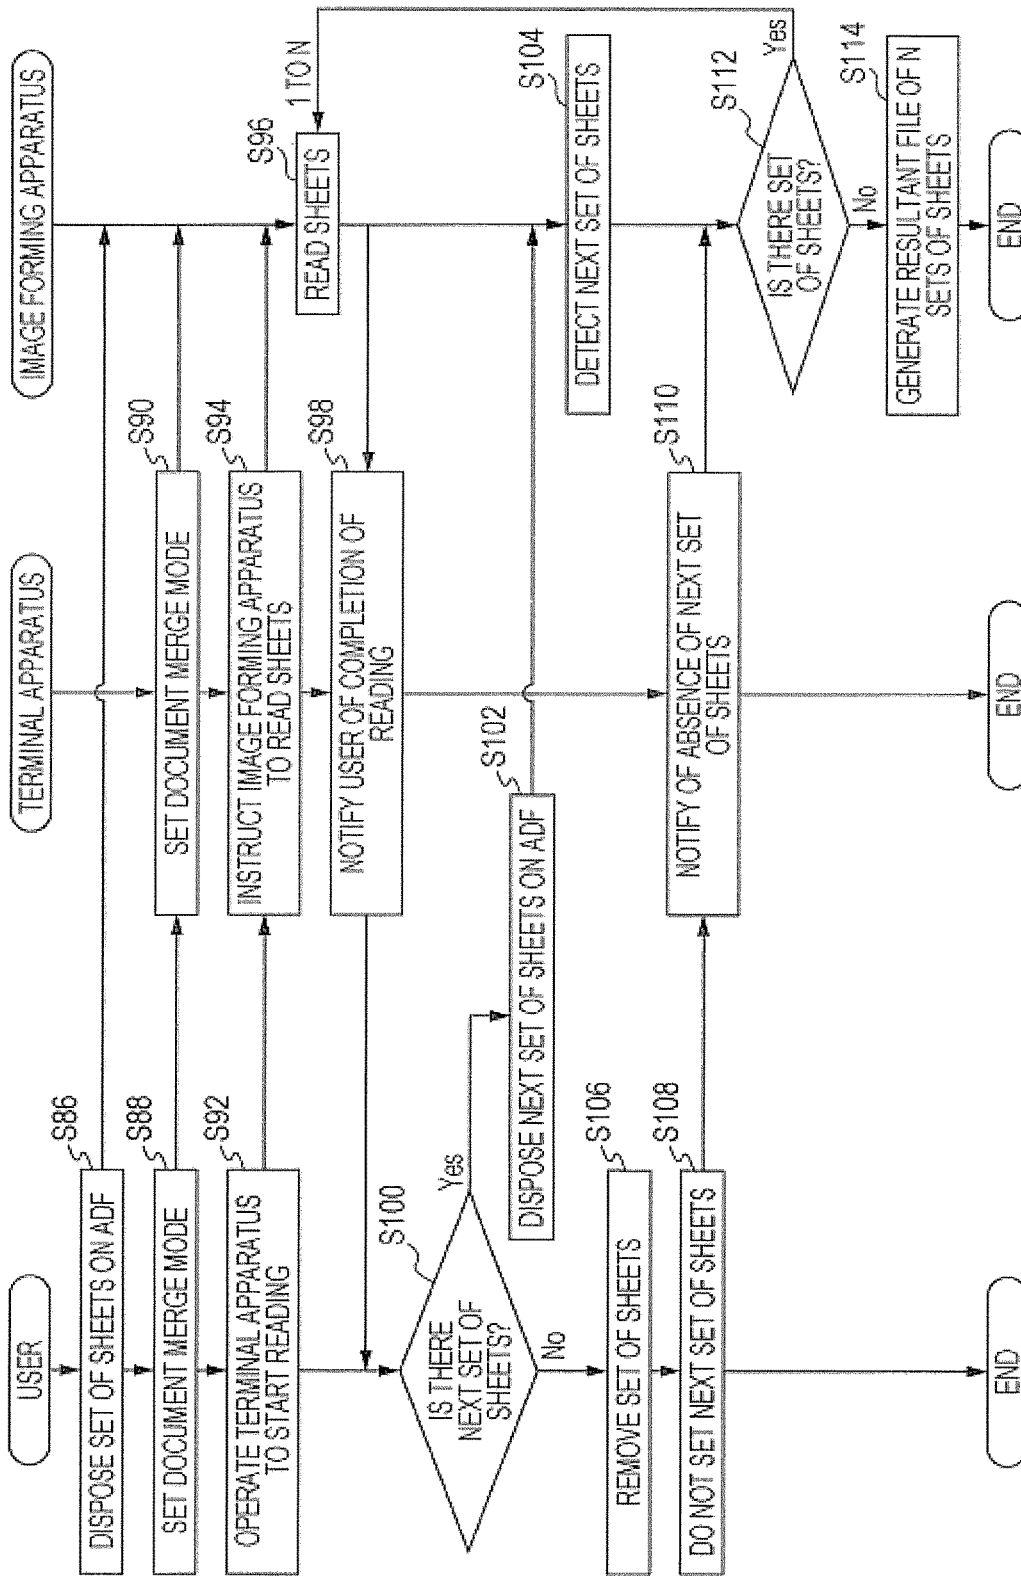 USER
TERMINAL APPARATUS
IMAGE FORMING APPARATUS
S86
DISPOSE SET OF SHEETS ON ADF
S88
SET DOCUMENT MERGE MODE
S90
SET DOCUMENT MERGE MODE
S92
OPERATE TERMINAL APPARATUS
TO START READING
S94
INSTRUCT IMAGE FORMING APPARATUS
TO READ SHEETS
S96
1 TO N
READ SHEETS
S98
NOTIFY USER OF COMPLETION OF
READING
S100
IS THERE
NEXT SET OF
SHEETS?
Yes
No
S102
DISPOSE NEXT SET OF SHEETS ON ADF
S104
DETECT NEXT SET OF SHEETS
S106
REMOVE SET OF SHEETS
S108
DO NOT SET NEXT SET OF SHEETS
S110
NOTIFY OF ABSENCE OF NEXT SET
OF SHEETS
S112
IS THERE SET
OF SHEETS?
Yes
No
S114
GENERATE RESULTANT FILE OF N
SETS OF SHEETS
END
END
END